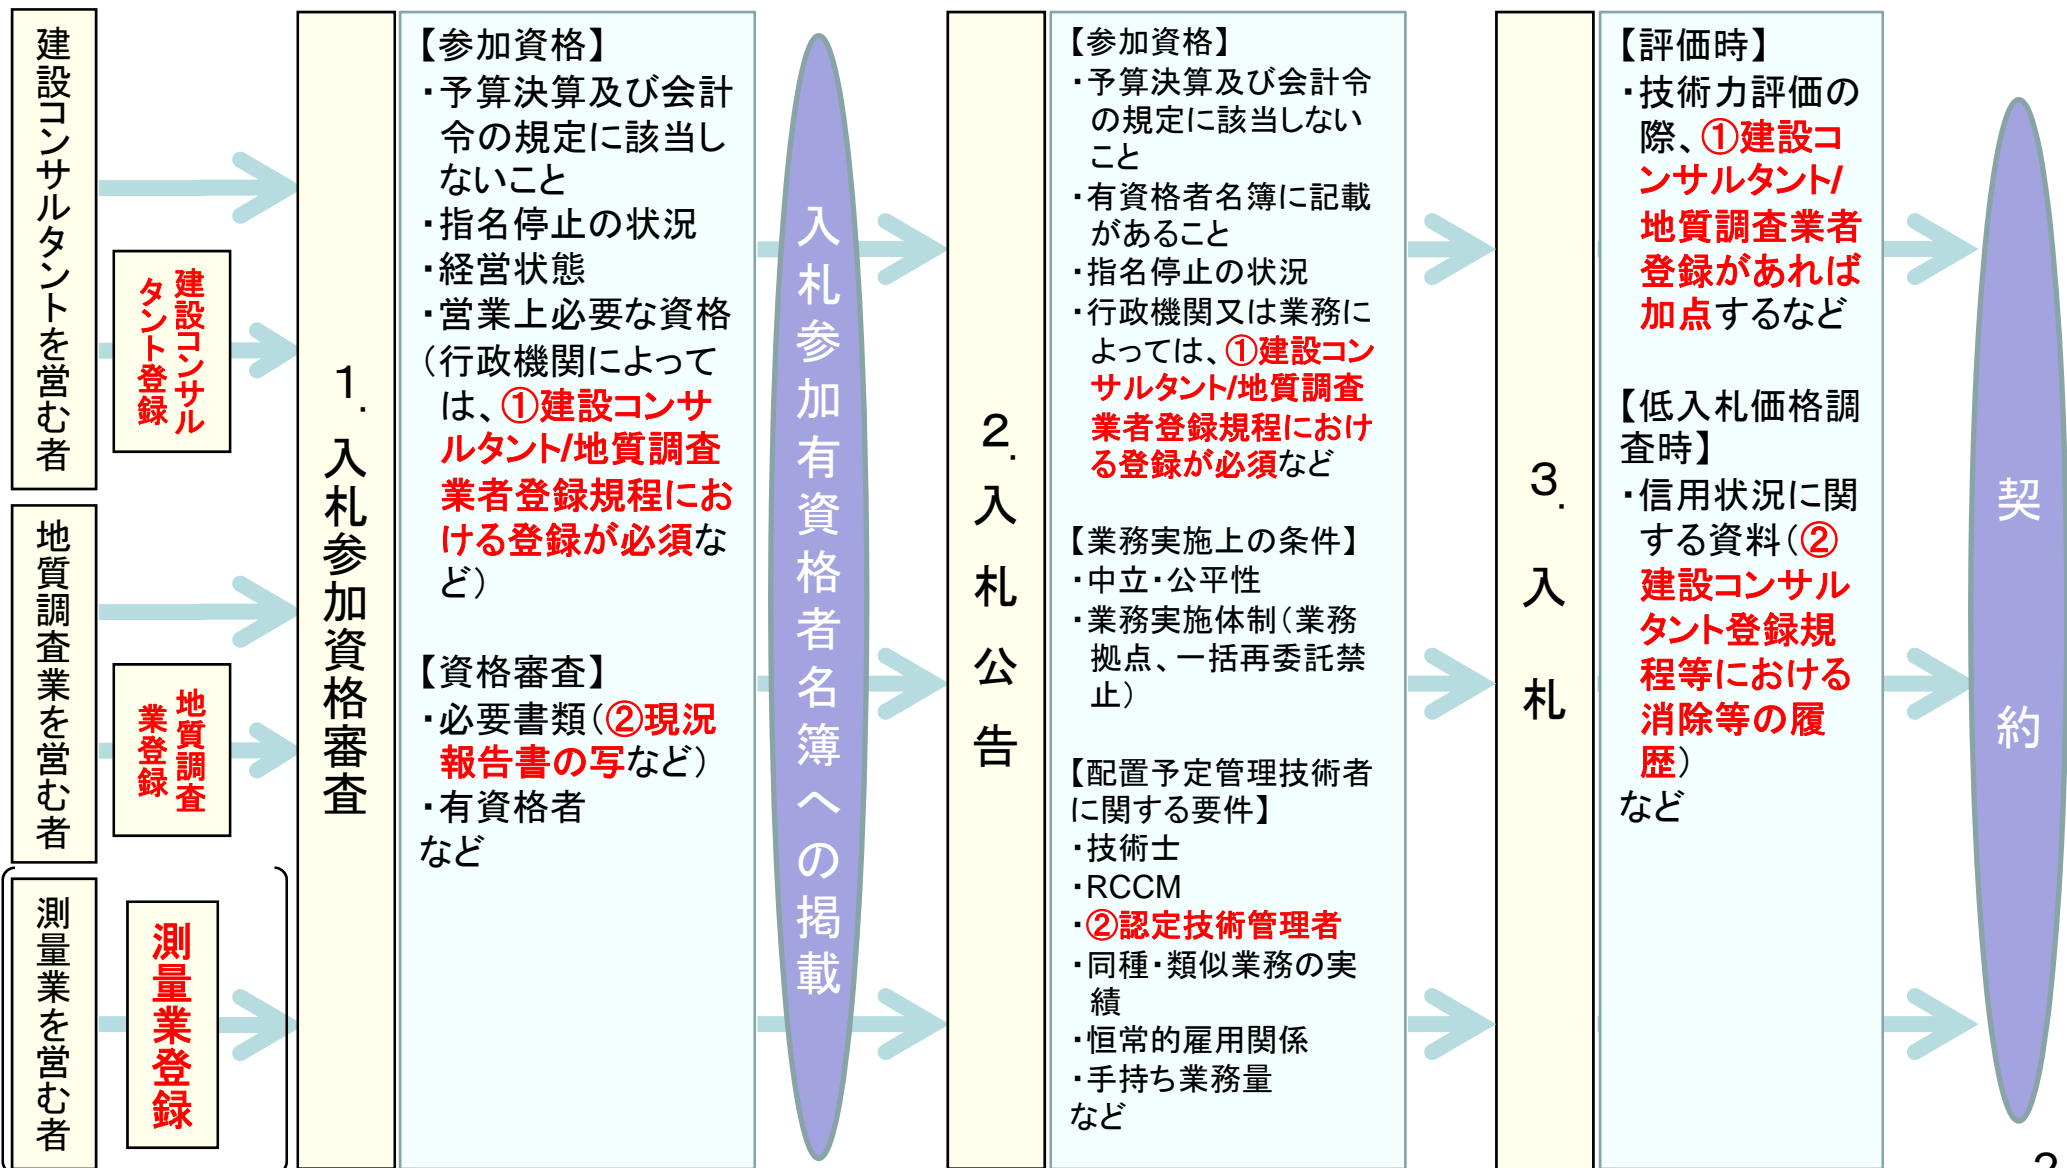 建設コンサルタントを営む者
建設コンサル
タント登録
地質調査業を営む者
地質調査
業登録
測量業を営む者
測量業登録
１．入札参加資格審査
【参加資格】
・予算決算及び会計
令の規定に該当し
ないこと
・指名停止の状況
・経営状態
・営業上必要な資格
（行政機関によって
は、①建設コンサ
ルタント/地質調査
業者登録規程にお
ける登録が必須な
ど）
【資格審査】
・必要書類（②現況
報告書の写など）
・有資格者
など
入札参加有資格者名簿への掲載
２．入札公告
【参加資格】
・予算決算及び会計令
の規定に該当しない
こと
・有資格者名簿に記載
があること
・指名停止の状況
・行政機関又は業務に
よっては、①建設コン
サルタント/地質調査
業者登録規程におけ
る登録が必須など
【業務実施上の条件】
・中立・公平性
・業務実施体制（業務
拠点、一括再委託禁
止）
【配置予定管理技術者
に関する要件】
・技術士
・RCCM
・②認定技術管理者
・同種・類似業務の実
績
・恒常的雇用関係
・手持ち業務量
など
３．入札
【評価時】
・技術力評価の
際、①建設コ
ンサルタント/
地質調査業者
登録があれば
加点するなど
【低入札価格調
査時】
・信用状況に関
する資料（②
建設コンサル
タント登録規
程等における
消除等の履
歴）
など
契約